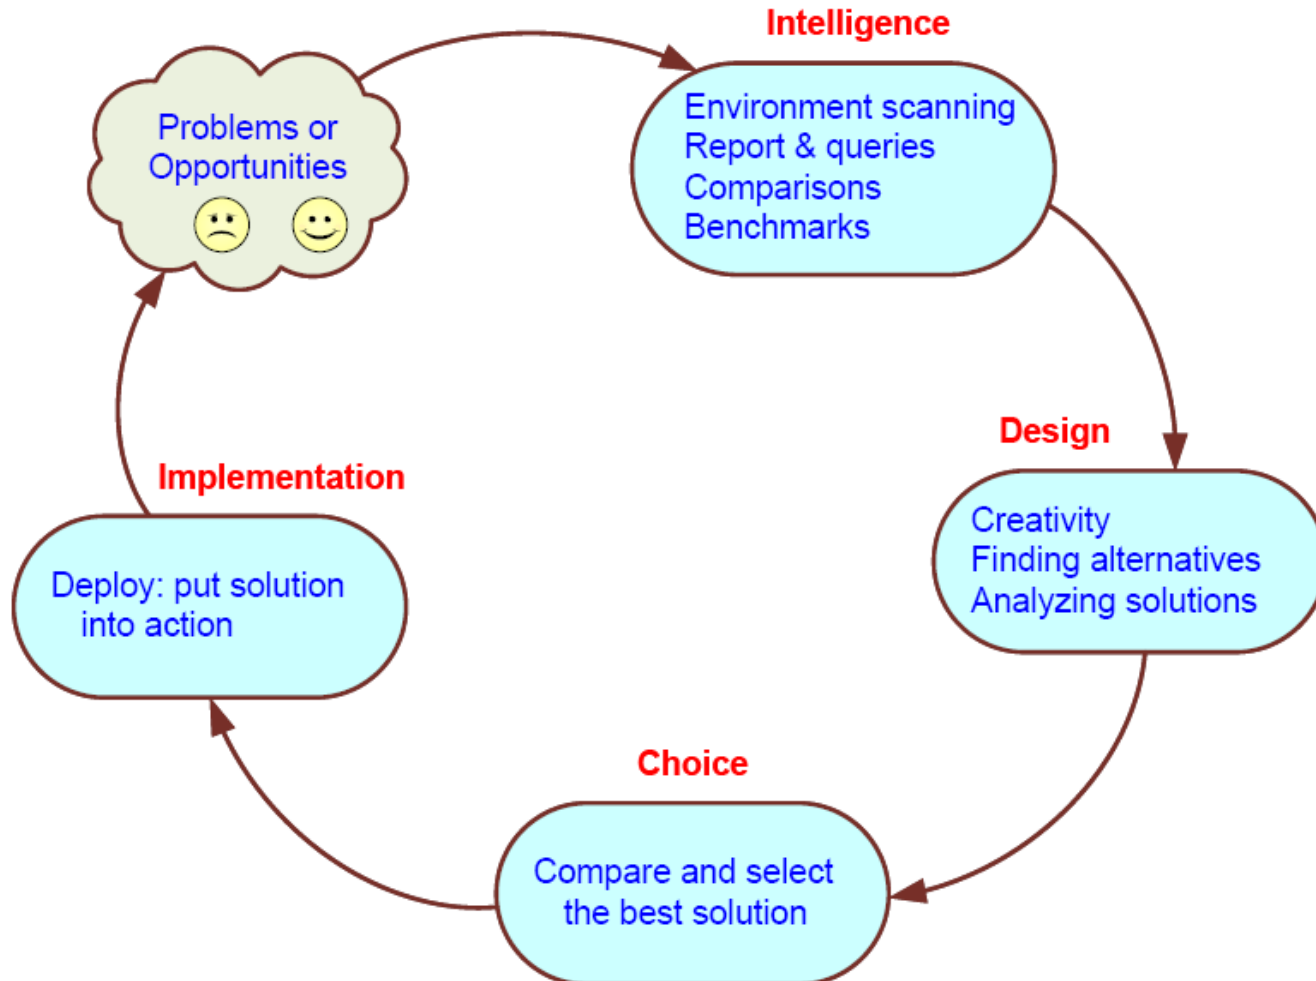 Problems or
Opportunities
Intelligence
Environment scanning
Report & queries
Comparisons
Benchmarks
Design
Creativity
Finding alternatives
Analyzing solutions
Choice
Compare and select
the best solution
Implementation
Deploy: put solution
into action